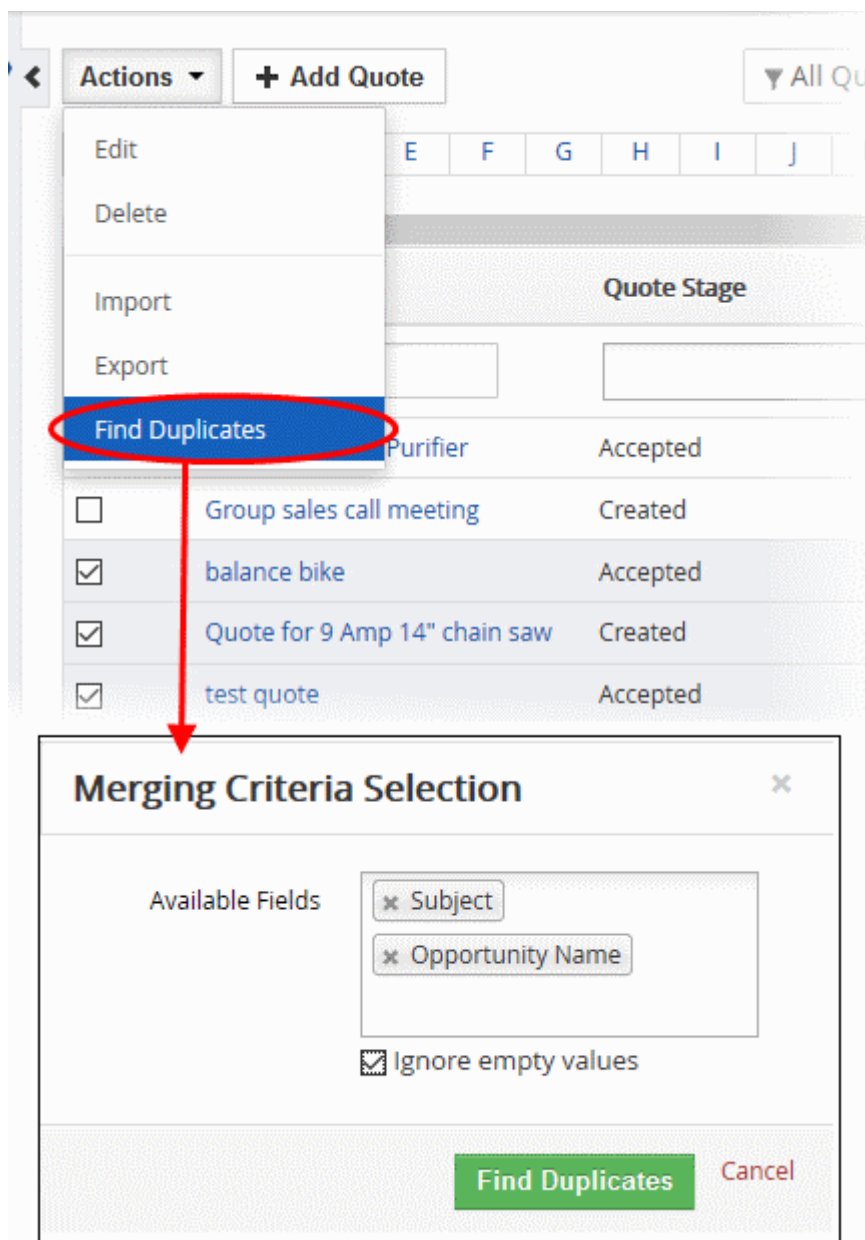 Actions + Add Quote All Qu
Edit E F G H I J
Delete
Import Quote Stage
Export
Find Duplicates
Purifier Accepted
Group sales call meeting Created
balance bike Accepted
Quote for 9 Amp 14" chain saw Created
test quote Accepted
Merging Criteria Selection ×
Available Fields × Subject
× Opportunity Name
Ignore empty values
Find Duplicates Cancel